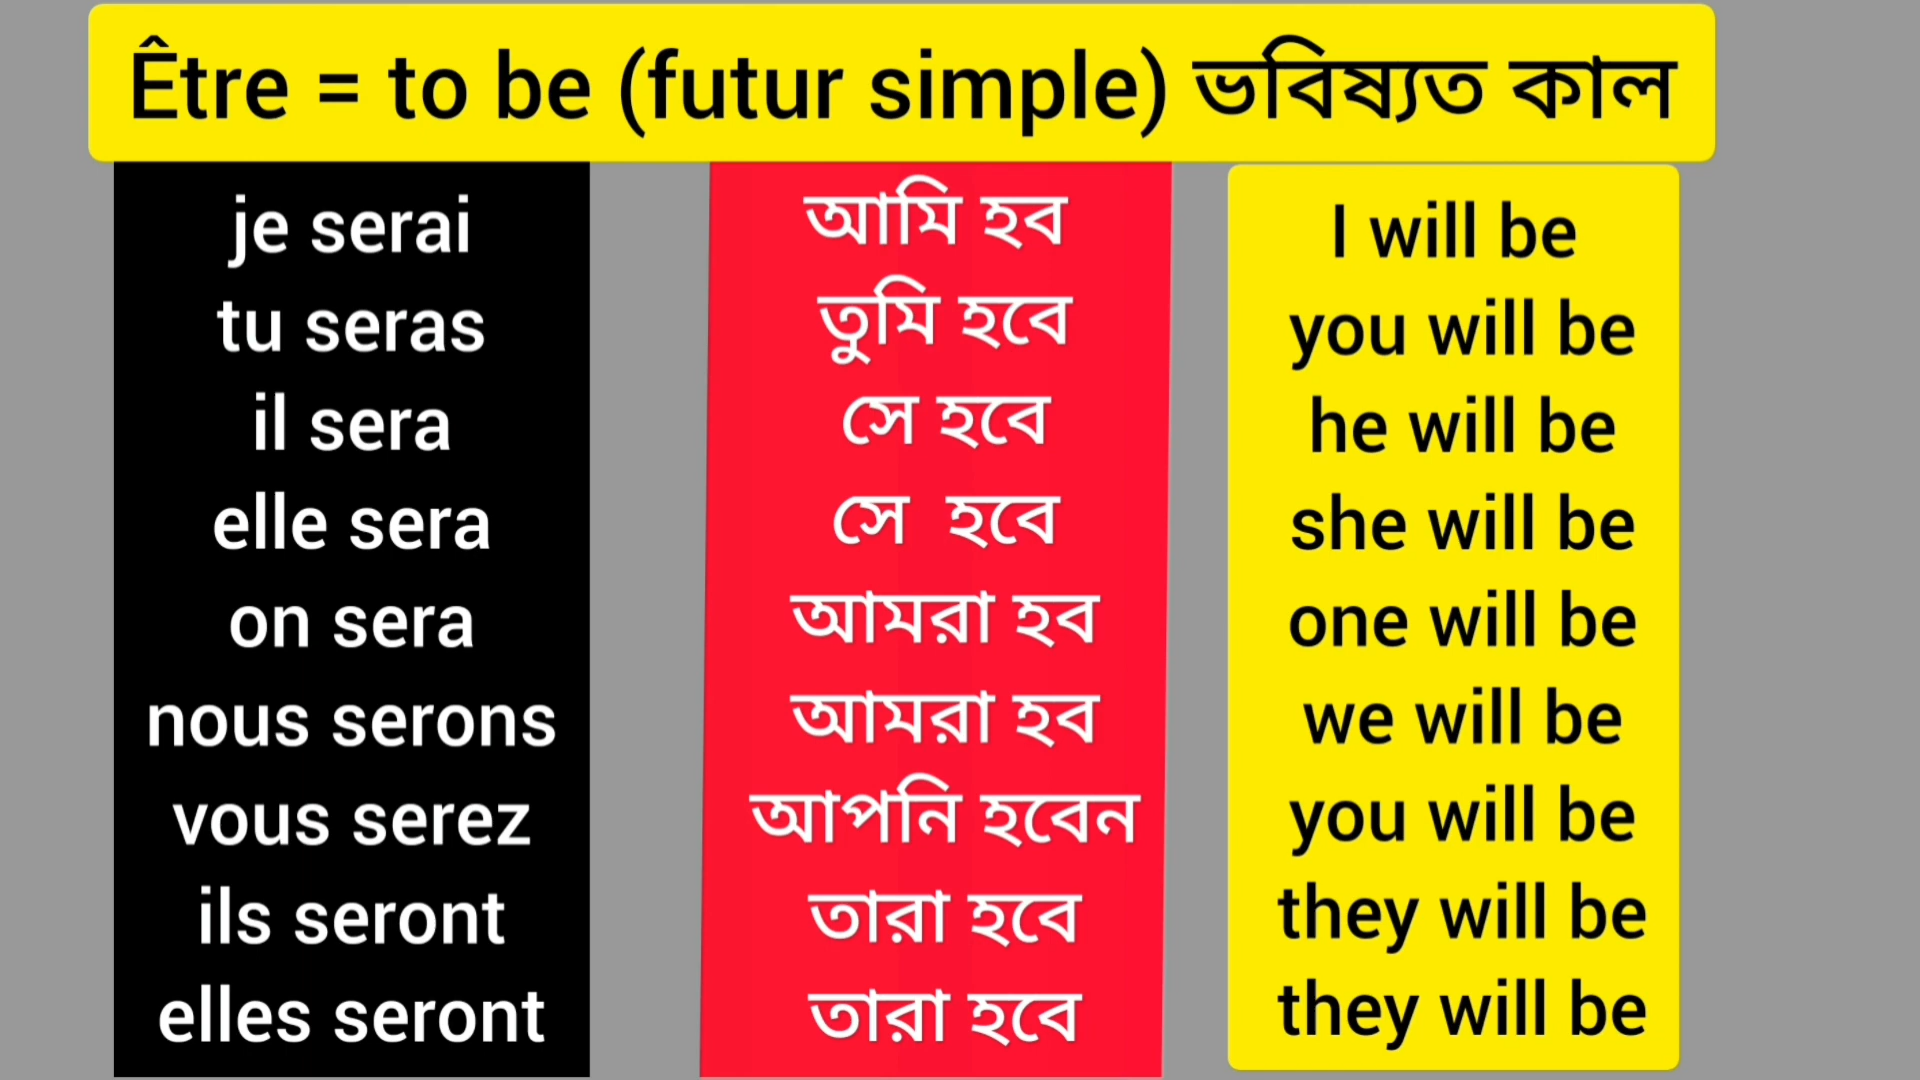 Être = to be (futur simple) ভবিষ্যত কাল
je serai
tu seras
il sera
elle sera
on sera
nous serons
vous serez
ils seront
elles seront
আমি হব
তুমি হবে
সে হবে
সে হবে
আমরা হব
আমরা হব
আপনি হবেন
তারা হবে
তারা হবে
I will be
you will be
he will be
she will be
one will be
we will be
you will be
they will be
they will be